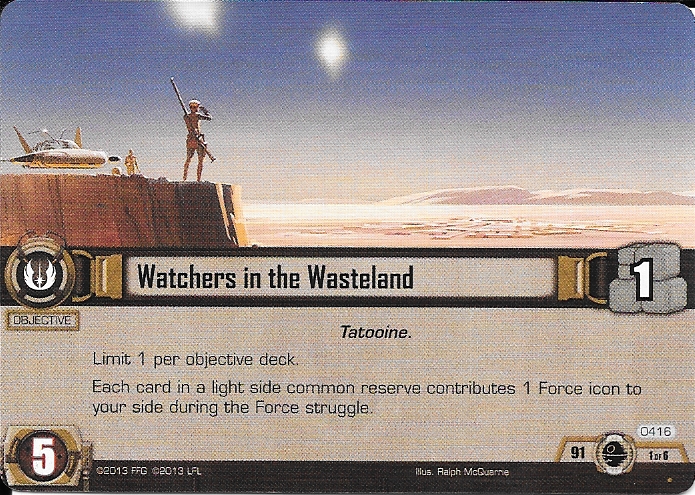 Watchers in the Wasteland
1
OBJECTIVE
Tatooine.
Limit 1 per objective deck.
Each card in a light side common reserve contributes 1 Force icon to
your side during the Force struggle.
0416
5
91
1 OF 6
©2013 FFG ©2013 LFL
Illus. Ralph McQuarrie